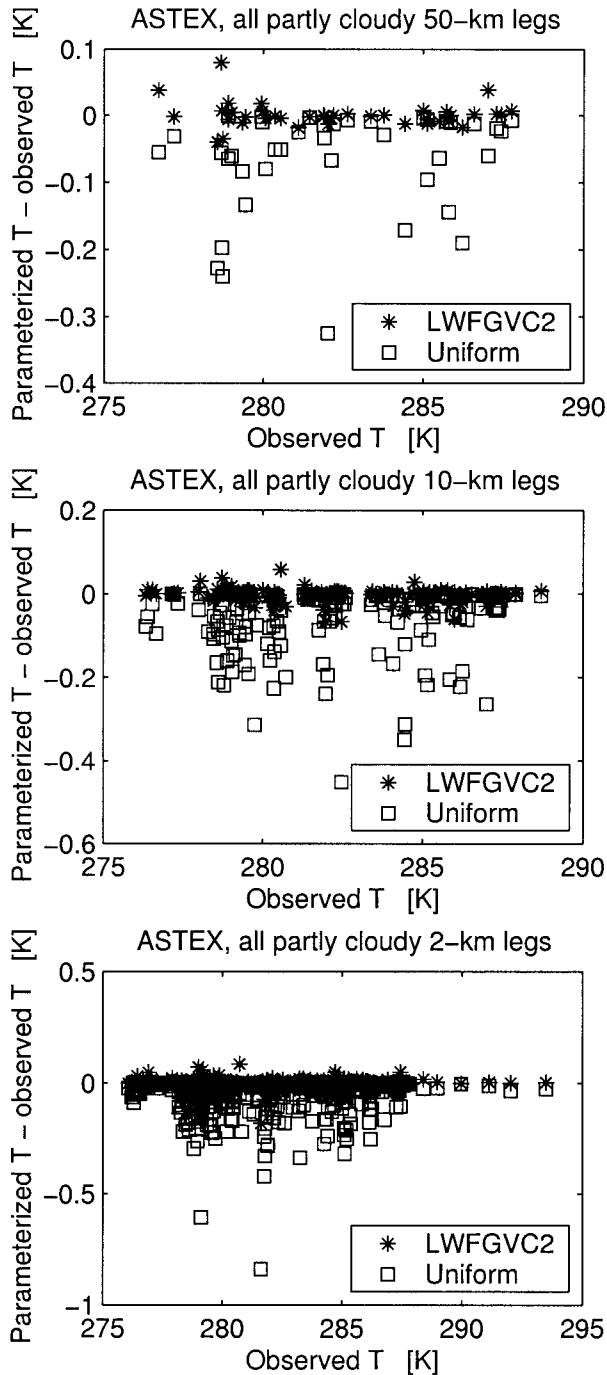 ASTEX, all partly cloudy 50−km legs
Parameterized T − observed T [K]
0.1
0
−0.1
−0.2
−0.3
−0.4
LWFGVC2
Uniform
275
280
285
290
Observed T [K]
ASTEX, all partly cloudy 10−km legs
Parameterized T − observed T [K]
0.2
0
−0.2
−0.4
−0.6
LWFGVC2
Uniform
275
280
285
290
Observed T [K]
ASTEX, all partly cloudy 2−km legs
Parameterized T − observed T [K]
0.5
0
−0.5
−1
LWFGVC2
Uniform
275
280
285
290
295
Observed T [K]